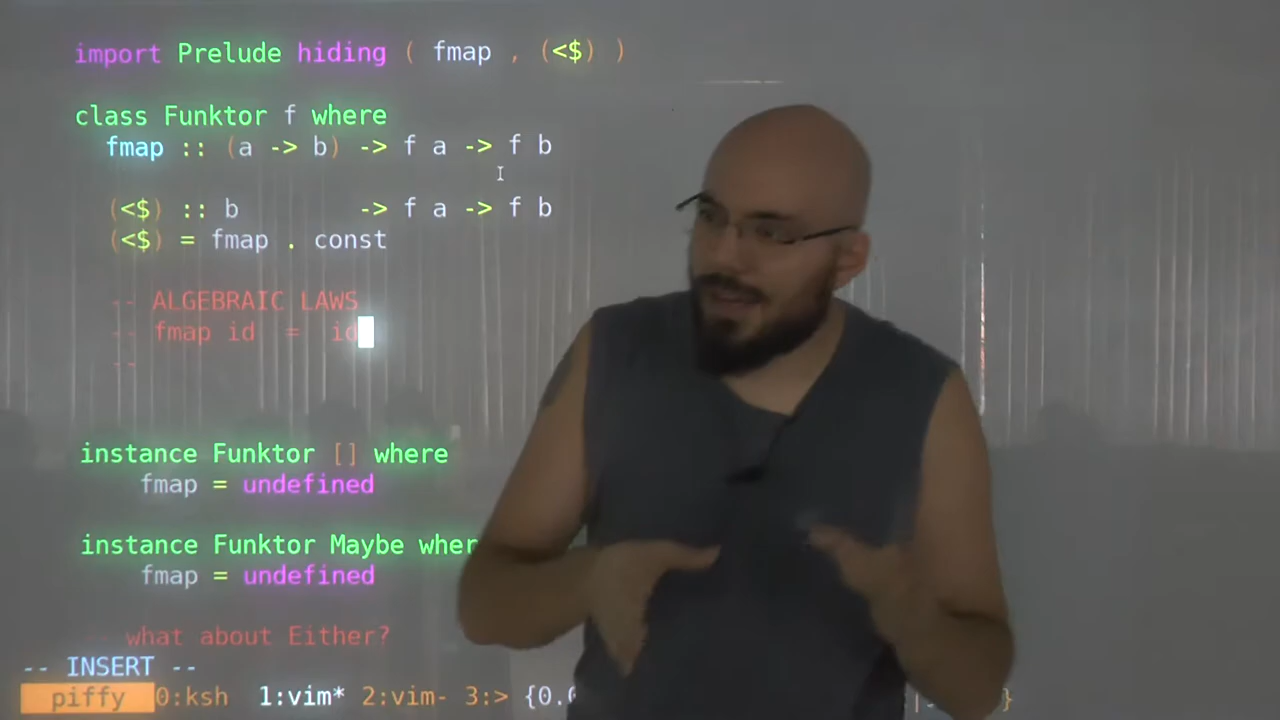 import Prelude hiding ( fmap , (<$) )
class Funktor f where
fmap :: (a -> b) -> f a -> f b
(<$) :: b -> f a -> f b
(<$) = fmap . const
-- ALGEBRAIC LAWS
-- fmap id = id
--
instance Funktor [] where
fmap = undefined
instance Funktor Maybe wher
fmap = undefined
-- what about Either?
-- INSERT --
piffy 0:ksh 1:vim* 2:vim- 3:> {0.